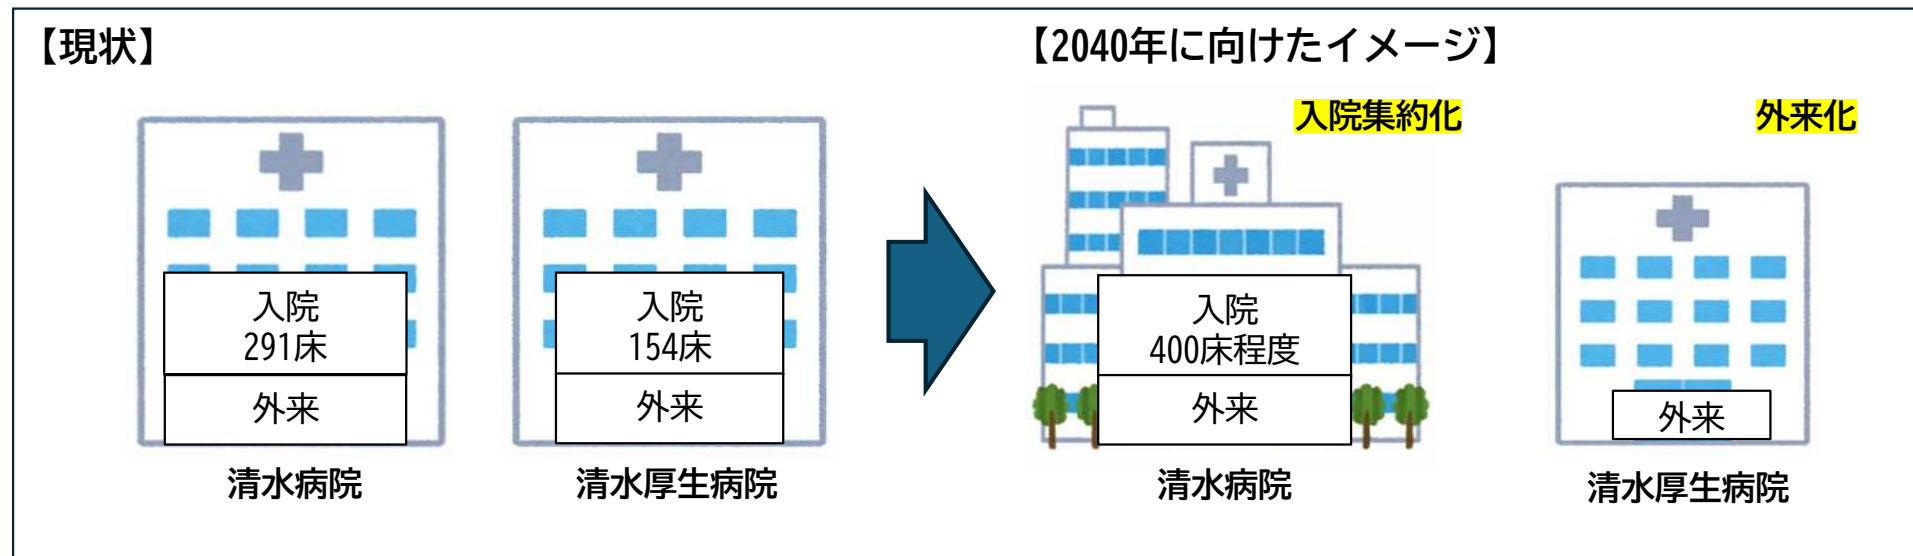 【現状】
入院
291床
外来
清水病院
入院
154床
外来
清水厚生病院
【2040年に向けたイメージ】
入院集約化
入院
400床程度
外来
清水病院
外来化
外来
清水厚生病院